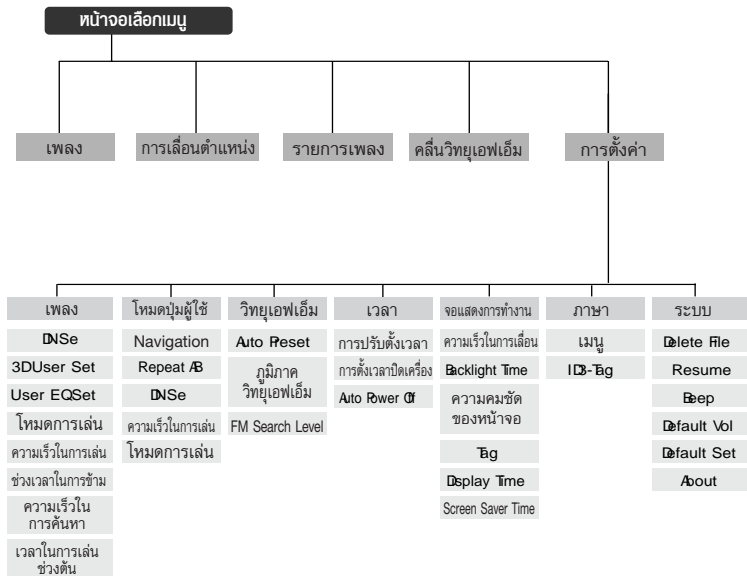 หน้าจอเลือกเมนู
เพลง
การเลื่อนตำแหน่ง
รายการเพลง
คลื่นวิทยุเอฟเอ็ม
การตั้งค่า
เพลง
DNSe
3DUser Set
User EQSet
โหมดการเล่น
ความเร็วในการเล่น
ช่วงเวลาในการข้าม
ความเร็วใน
การค้นหา
เวลาในการเล่น
ช่วงต้น
โหมดปุ่มผู้ใช้
Navigation
Repeat AB
DNSe
ความเร็วในการเล่น
โหมดการเล่น
วิทยุเอฟเอ็ม
Auto Preset
ภูมิภาค
วิทยุเอฟเอ็ม
FM Search Level
เวลา
การปรับตั้งเวลา
การตั้งเวลาปิดเครื่อง
Auto Power Off
จอแสดงการทำงาน
ความเร็วในการเลื่อน
Backlight Time
ความคมชัด
ของหน้าจอ
Tag
Display Time
Screen Saver Time
ภาษา
เมนู
ID3-Tag
ระบบ
Delete File
Resume
Beep
Default Vol
Default Set
About